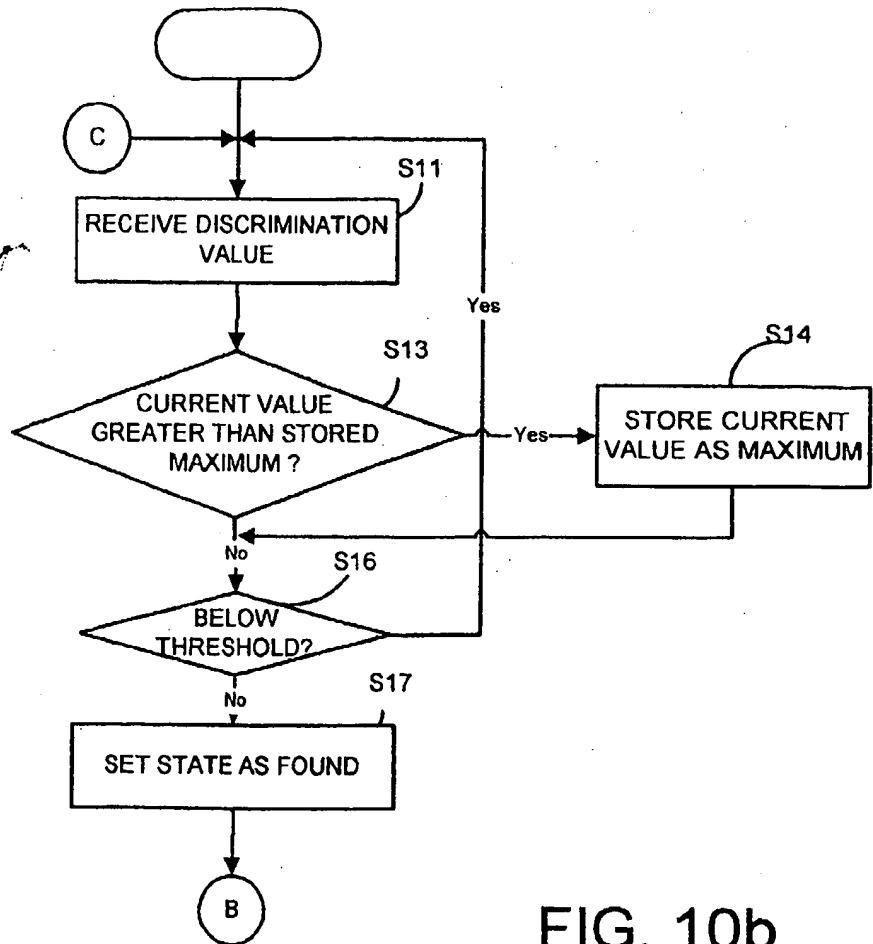 C
S11
RECEIVE DISCRIMINATION
VALUE
Yes
S13
CURRENT VALUE
GREATER THAN STORED
MAXIMUM ?
Yes
S14
STORE CURRENT
VALUE AS MAXIMUM
No
S16
BELOW
THRESHOLD?
No
S17
SET STATE AS FOUND
B
FIG. 10b